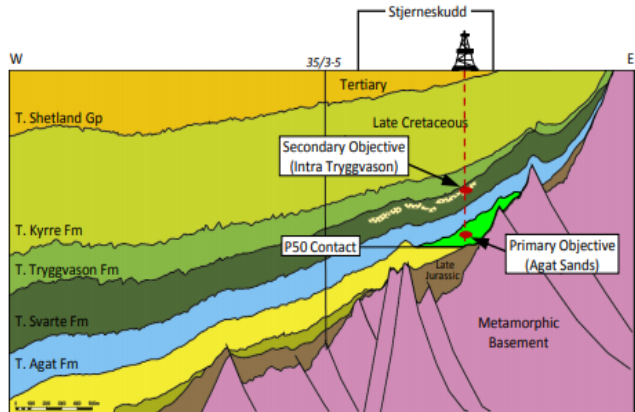 Stjerneskudd
W
35/3-5
E
Tertiary
T. Shetland Gp
Late Cretaceous
Secondary Objective
(Intra Tryggvason)
T. Kyrre Fm
P50 Contact
Primary Objective
(Agat Sands)
T. Tryggvason Fm
Late
Jurassic
T. Svarte Fm
Metamorphic
Basement
T. Agat Fm